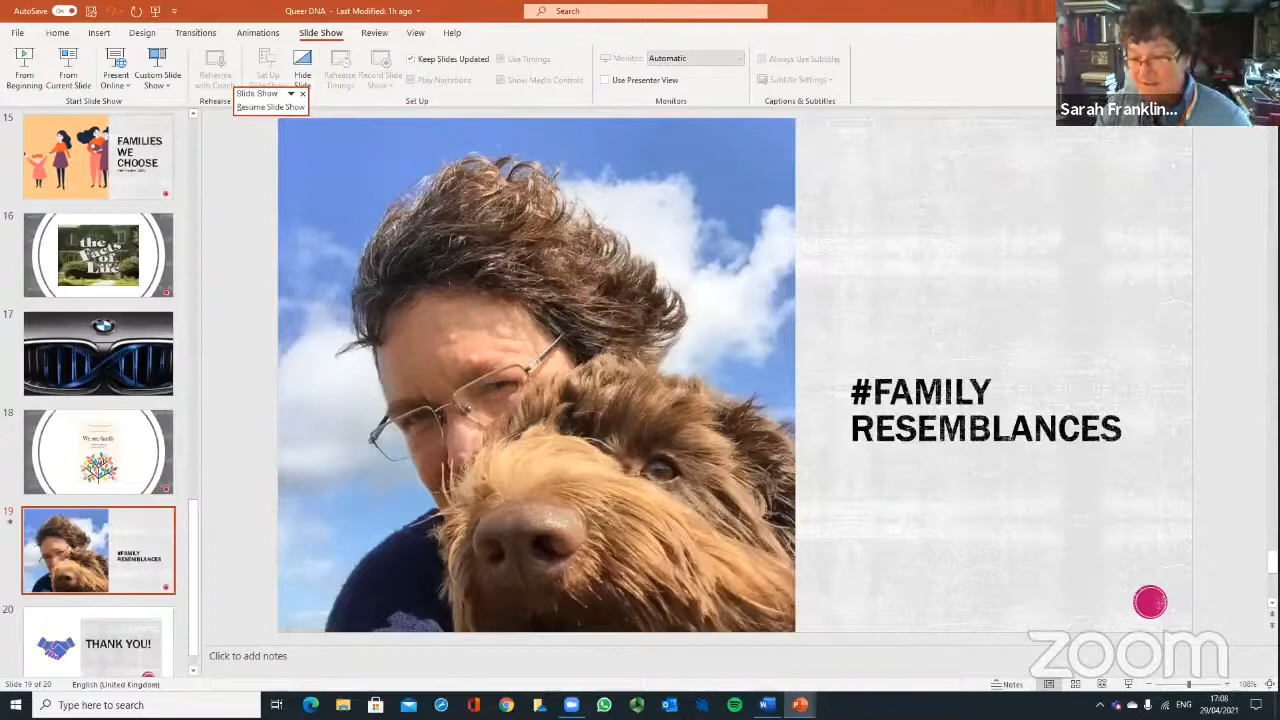 AutoSave
On
Queer DNA - Last Modified: 1h ago
Search
File
Home
Insert
Design
Transitions
Animations
Slide Show
Review
View
Help
From Beginning
From Current Slide
Present Online
Custom Slide Show
Start Slide Show
Rehearse with Coach
Rehearse
Set Up
Hide Slide
Rehearse Timings
Record Slide Show
Keep Slides Updated
Play Narrations
Use Timings
Show Media Controls
Set Up
Monitor:
Automatic
Use Presenter View
Monitors
Always Use Subtitles
Subtitle Settings
Captions & Subtitles
Slide Show
Resume Slide Show
Sarah Franklin...
15
FAMILIES
WE
CHOOSE
16
the
Facts
of
Life
17
BMW
18
We are family
19
#FAMILY
RESEMBLANCES
20
THANK YOU!
#FAMILY
RESEMBLANCES
zoom
Click to add notes
Slide 19 of 20
English (United Kingdom)
Notes
108%
Type here to search
ENG
17:08
29/04/2021